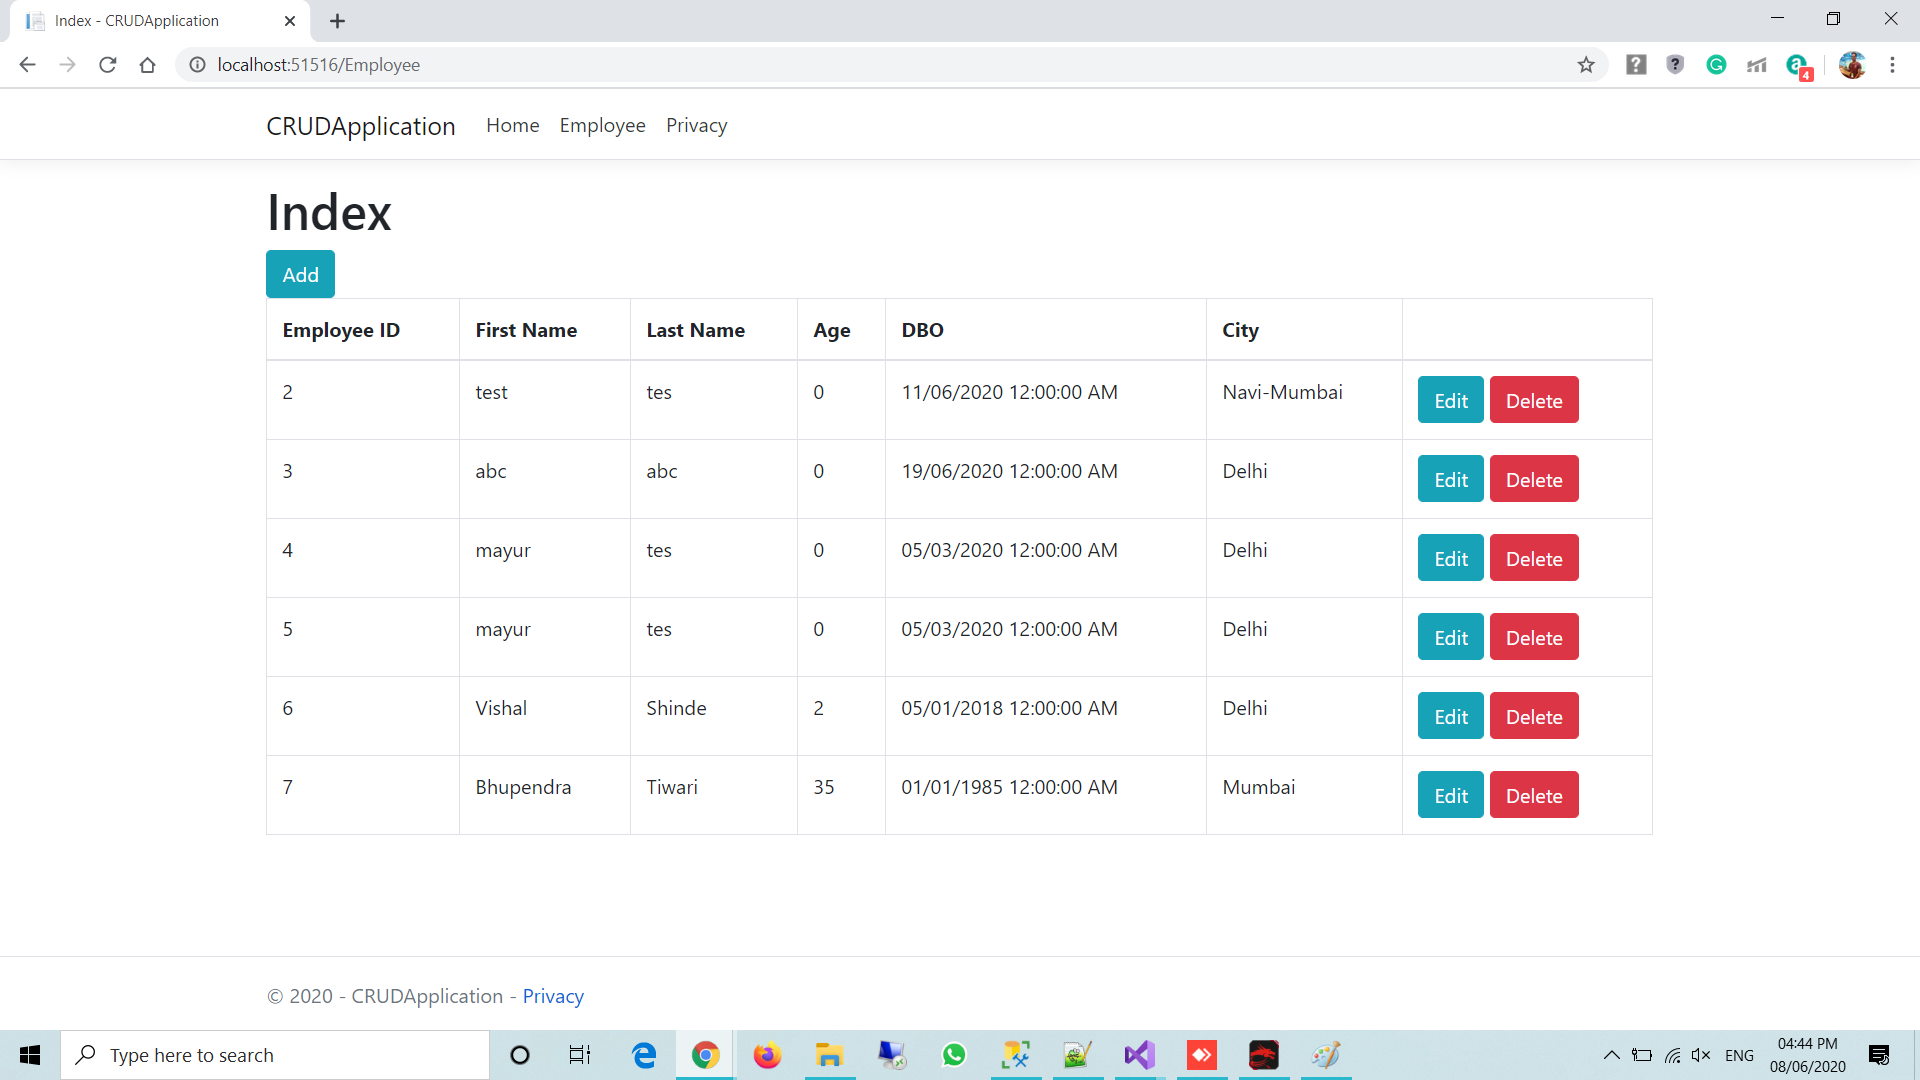 Index - CRUDApplication
localhost:51516/Employee
4
CRUDApplication Home Employee Privacy
Index
Add
Employee ID First Name Last Name Age DBO City
2 test tes 0 11/06/2020 12:00:00 AM Navi-Mumbai Edit Delete
3 abc abc 0 19/06/2020 12:00:00 AM Delhi Edit Delete
4 mayur tes 0 05/03/2020 12:00:00 AM Delhi Edit Delete
5 mayur tes 0 05/03/2020 12:00:00 AM Delhi Edit Delete
6 Vishal Shinde 2 05/01/2018 12:00:00 AM Delhi Edit Delete
7 Bhupendra Tiwari 35 01/01/1985 12:00:00 AM Mumbai Edit Delete
© 2020 - CRUDApplication - Privacy
Type here to search
ENG
04:44 PM
08/06/2020